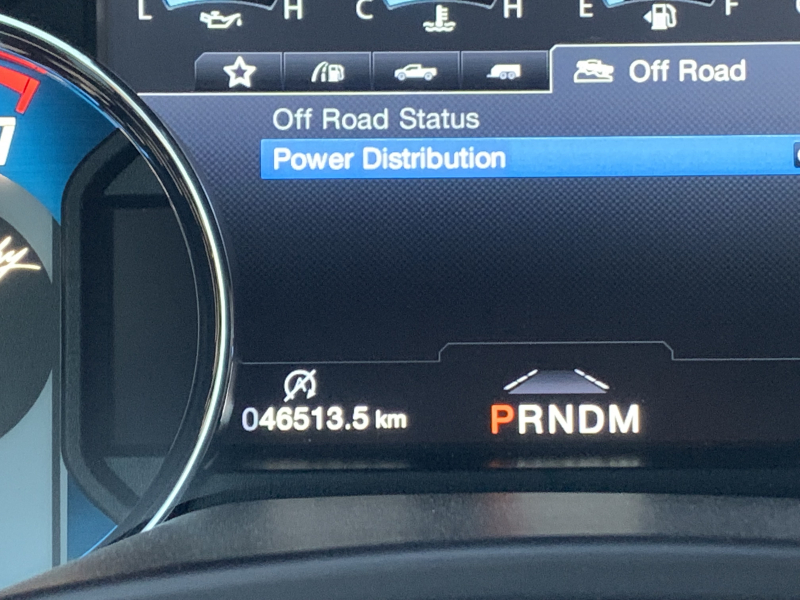 L H C H E F
Off Road
Off Road Status
Power Distribution
046513.5 km
PRNDM